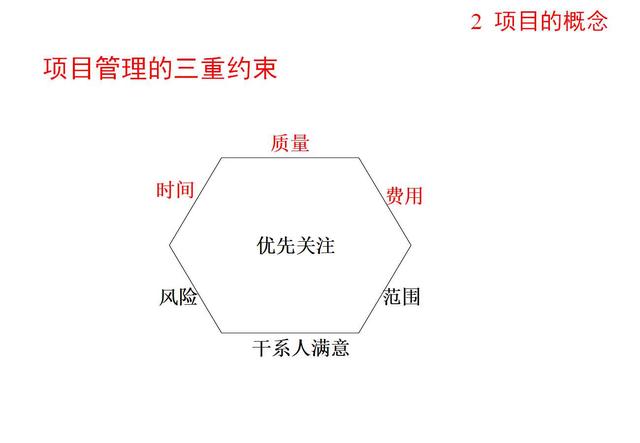 2 项目的概念
项目管理的三重约束
质量
时间
费用
优先关注
风险
范围
干系人满意